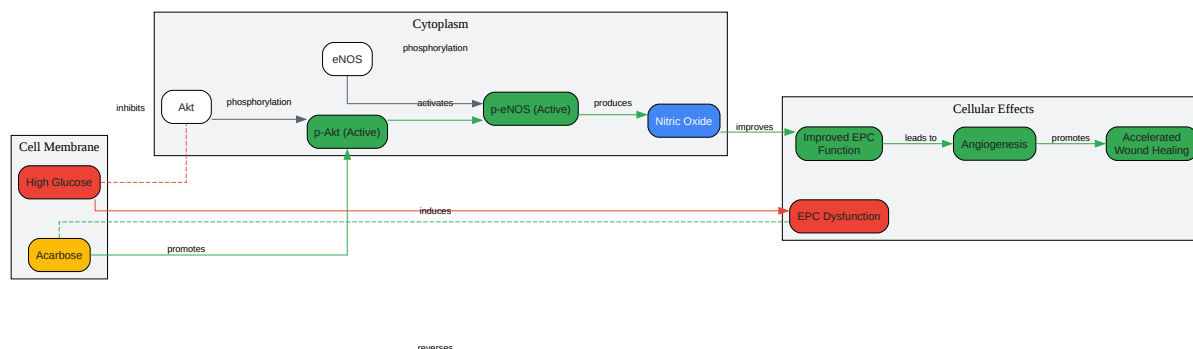 Cytoplasm
eNOS
phosphorylation
Akt
phosphorylation
inhibits
activates
p-eNOS (Active)
produces
p-Akt (Active)
Nitric Oxide
improves
Cellular Effects
Improved EPC
Function
leads to
Angiogenesis
promotes
Accelerated
Wound Healing
Cell Membrane
High Glucose
induces
EPC Dysfunction
Acarbose
promotes
reverses